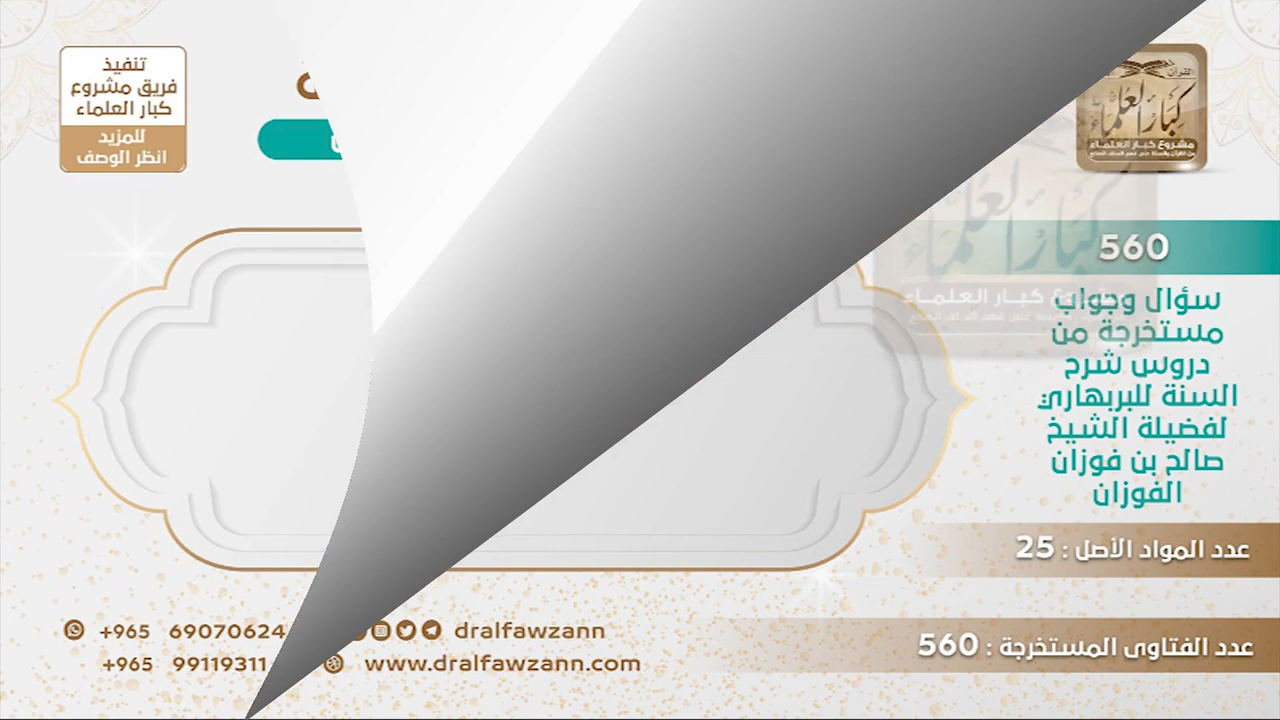 تنفيذ
فريق مشروع
كبار العلماء
للمزيد
انظر الوصف
القرآن
كبار العلماء
مشروع كبار العلماء
560
سؤال وجواب
مستخرجة من
دروس شرح
السنة للبربهاري
لفضيلة الشيخ
صالح بن فوزان
الفوزان
عدد المواد الأصل : 25
عدد الفتاوى المستخرجة : 560
+965 69070624
dralfawzann
+965 99119311
www.dralfawzann.com